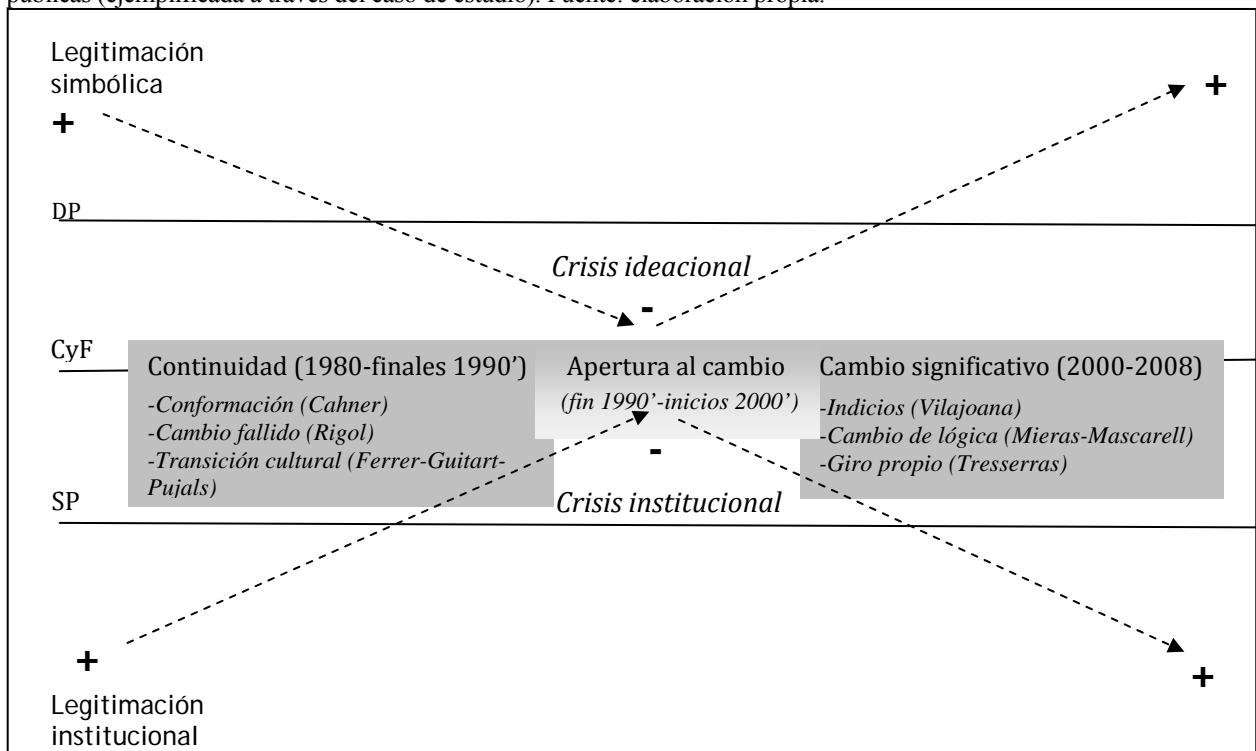 públicas (ejemplificada a través del caso de estudio). Fuente: elaboración propia.
Legitimación
simbólica
+
+
DP
Crisis ideacional
-
CyF
Continuidad (1980-finales 1990’)
-Conformación (Cahner)
-Cambio fallido (Rigol)
-Transición cultural (Ferrer-Guitart-
Pujals)
Apertura al cambio
(fin 1990’-inicios 2000’)
Cambio significativo (2000-2008)
-Indicios (Vilajoana)
-Cambio de lógica (Mieras-Mascarell)
-Giro propio (Tresserras)
-
SP
Crisis institucional
+
+
Legitimación
institucional